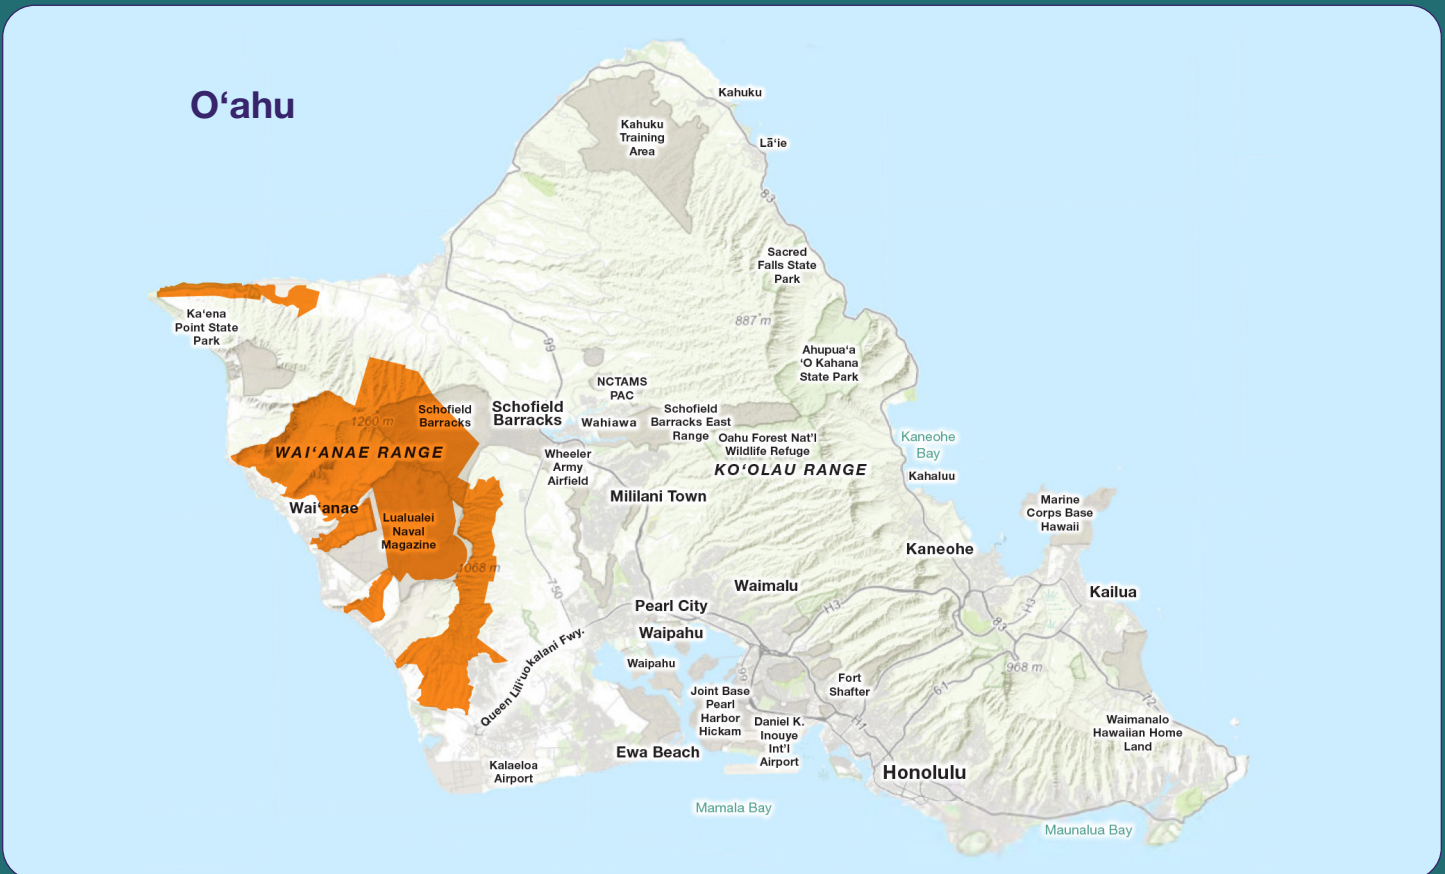 Oʻahu
Kahuku
Kahuku
Training
Area
Lāʻie
83
Sacred
Falls State
Park
Kaʻena
Point State
Park
887 m
99
Ahupuaʻa
ʻO Kahana
State Park
NCTAMS
PAC
Schofield
Barracks
Schofield
Barracks
Wahiawa
Schofield
Barracks East
Range
1260 m
Oahu Forest Nat’l
Wildlife Refuge
Kaneohe
Bay
WAIʻANAE RANGE
Wheeler
Army
Airfield
KOʻOLAU RANGE
Kahaluu
Mililani Town
Marine
Corps Base
Hawaii
Waiʻanae
Lualualei
Naval
Magazine
Kaneohe
1068 m
750
Waimalu
Kailua
H3
H3
Pearl City
83
Waipahu
Queen Liliʻuokalani Fwy.
Waipahu
968 m
99
61
Fort
Shafter
72
Joint Base
Pearl
Harbor
Hickam
Daniel K.
Inouye
Int’l
Airport
H1
Waimanalo
Hawaiian Home
Land
Ewa Beach
Kalaeloa
Airport
Honolulu
Mamala Bay
Maunalua Bay